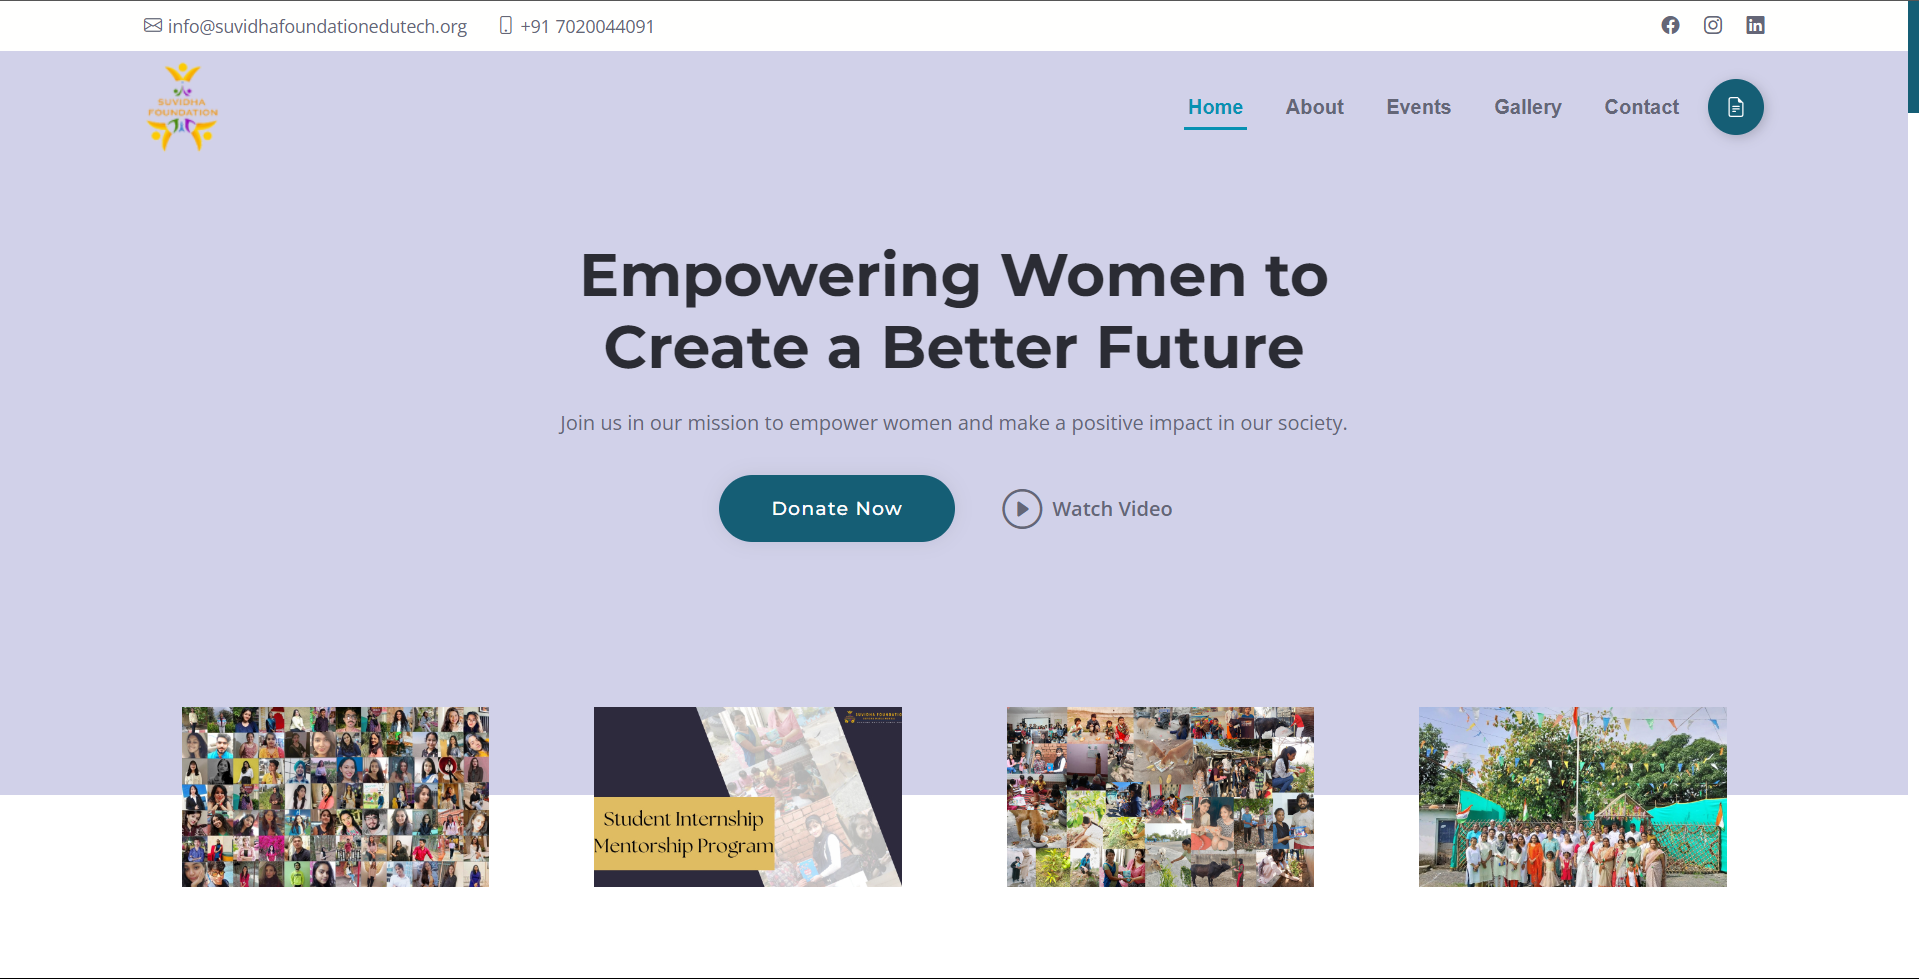 info@suvidhafoundationedutech.org
+91 7020044091
SUVIDHA
FOUNDATION
Home
About
Events
Gallery
Contact
Empowering Women to
Create a Better Future
Join us in our mission to empower women and make a positive impact in our society.
Donate Now
Watch Video
Student Internship
Mentorship Program